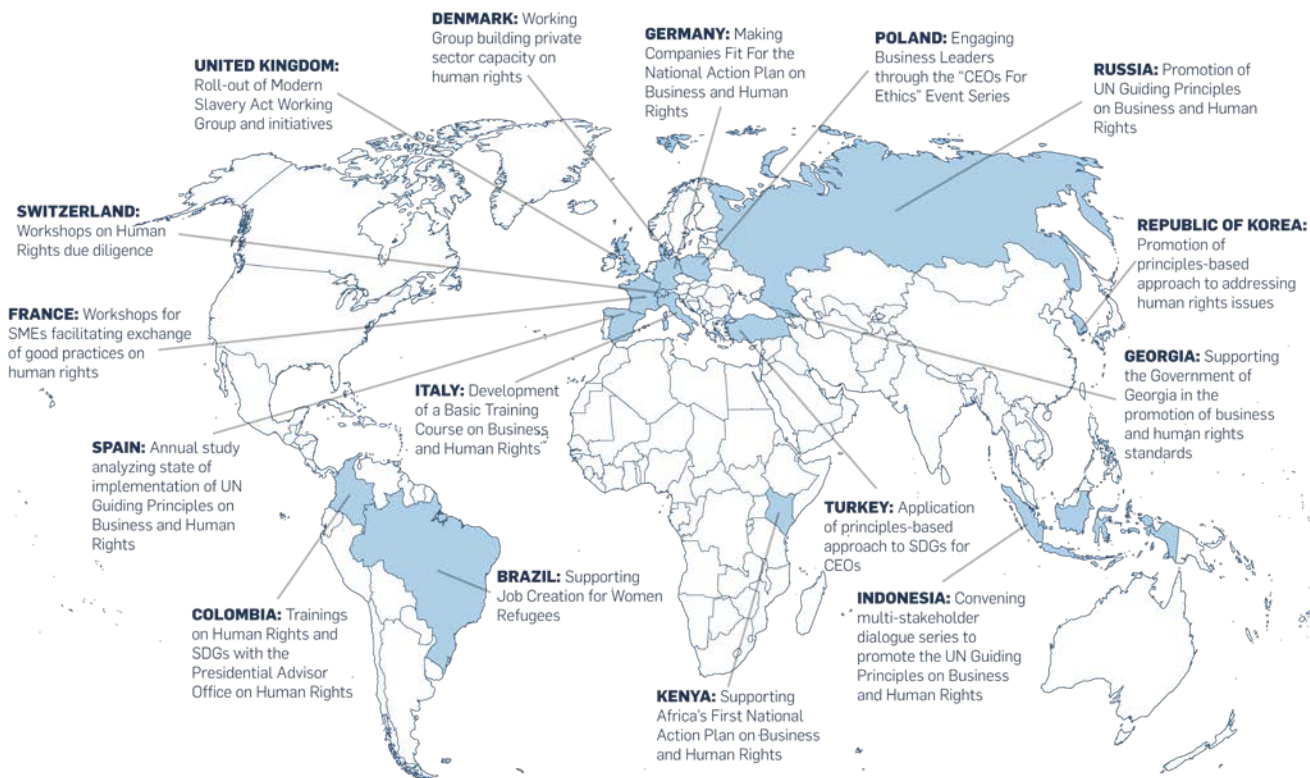 DENMARK: Working
Group building private
sector capacity on
human rights
GERMANY: Making
Companies Fit For the
National Action Plan on
Business and Human
Rights
POLAND: Engaging
Business Leaders
through the "CEOs For
Ethics" Event Series
UNITED KINGDOM:
Roll-out of Modern
Slavery Act Working
Group and initiatives
RUSSIA: Promotion of
UN Guiding Principles
on Business and Human
Rights
SWITZERLAND:
Workshops on Human
Rights due diligence
REPUBLIC OF KOREA:
Promotion of
principles-based
approach to addressing
human rights issues
FRANCE: Workshops for
SMEs facilitating exchange
of good practices on
human rights
GEORGIA: Supporting
the Government of
Georgia in the
promotion of business
and human rights
standards
ITALY: Development
of a Basic Training
Course on Business
and Human Rights
SPAIN: Annual study
analyzing state of
implementation of UN
Guiding Principles on
Business and Human
Rights
TURKEY: Application
of principles-based
approach to SDGs for
CEOs
BRAZIL: Supporting
Job Creation for Women
Refugees
COLOMBIA: Trainings
on Human Rights and
SDGs with the
Presidential Advisor
Office on Human Rights
INDONESIA: Convening
multi-stakeholder
dialogue series to
promote the UN Guiding
Principles on Business
and Human Rights
KENYA: Supporting
Africa's First National
Action Plan on Business
and Human Rights